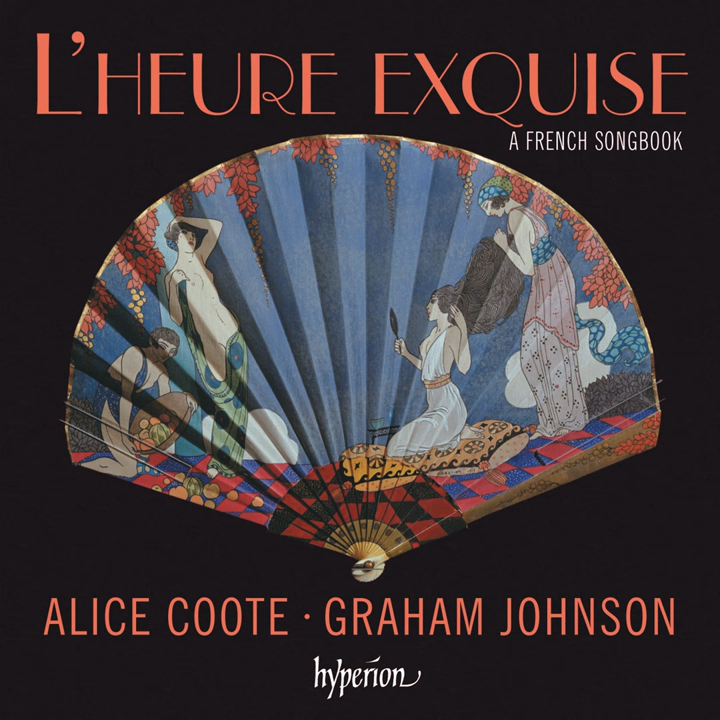 L'HEURE EXQUISE
A FRENCH SONGBOOK
ALICE COOTE · GRAHAM JOHNSON
hyperion